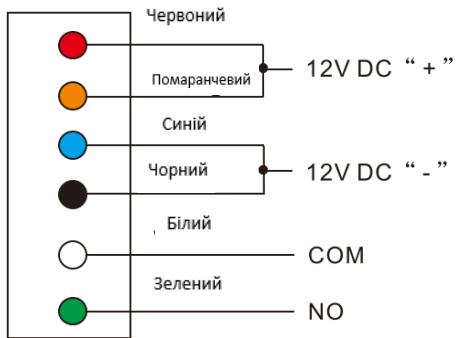 Червоний
12V DC “ + ”
Помаранчевий
Синій
Чорний
12V DC “ - ”
Білий
COM
Зелений
NO